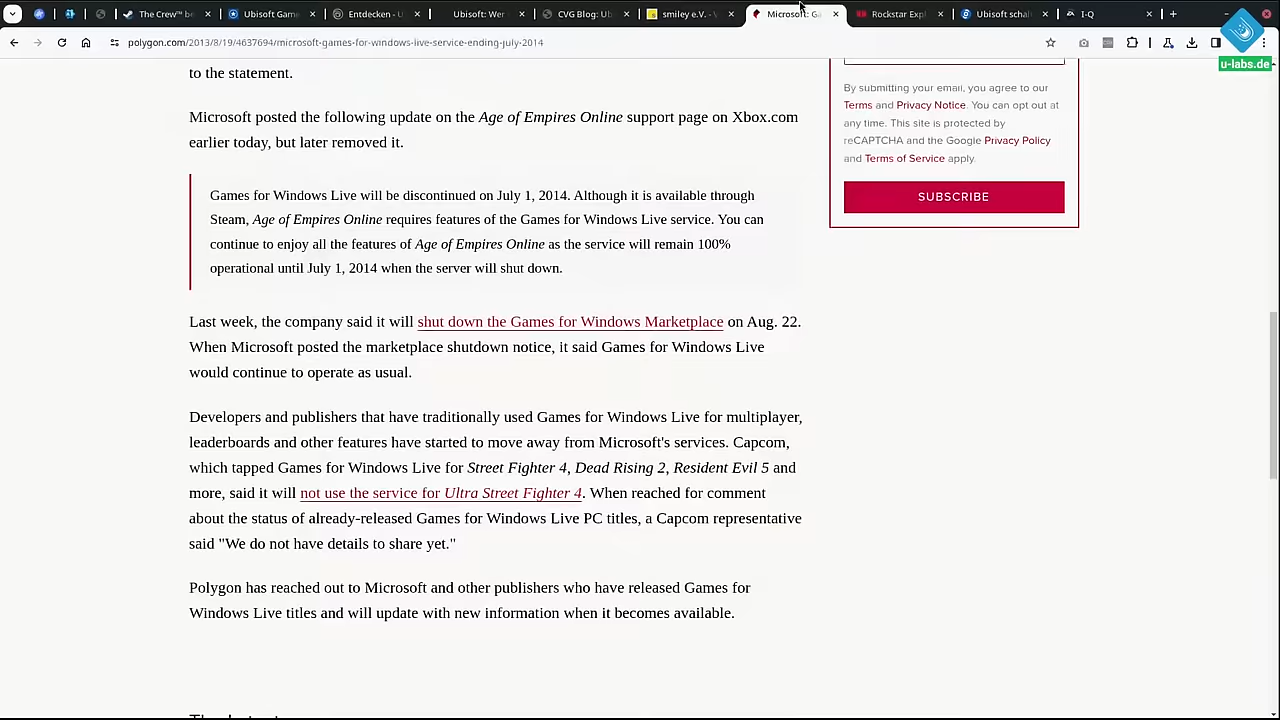 The Crew™ be
Ubisoft Gam
Entdecken - U
Ubisoft: Wer
CVG Blog: Ub
smiley e.V. - V
Microsoft: Ga
Rockstar Expl
Ubisoft schal
I-Q
polygon.com/2013/8/19/4637694/microsoft-games-for-windows-live-service-ending-july-2014
u-labs.de
to the statement.
Microsoft posted the following update on the Age of Empires Online support page on Xbox.com
earlier today, but later removed it.
Games for Windows Live will be discontinued on July 1, 2014. Although it is available through
Steam, Age of Empires Online requires features of the Games for Windows Live service. You can
continue to enjoy all the features of Age of Empires Online as the service will remain 100%
operational until July 1, 2014 when the server will shut down.
Last week, the company said it will shut down the Games for Windows Marketplace on Aug. 22.
When Microsoft posted the marketplace shutdown notice, it said Games for Windows Live
would continue to operate as usual.
Developers and publishers that have traditionally used Games for Windows Live for multiplayer,
leaderboards and other features have started to move away from Microsoft's services. Capcom,
which tapped Games for Windows Live for Street Fighter 4, Dead Rising 2, Resident Evil 5 and
more, said it will not use the service for Ultra Street Fighter 4. When reached for comment
about the status of already-released Games for Windows Live PC titles, a Capcom representative
said "We do not have details to share yet."
Polygon has reached out to Microsoft and other publishers who have released Games for
Windows Live titles and will update with new information when it becomes available.
By submitting your email, you agree to our
Terms and Privacy Notice. You can opt out at
any time. This site is protected by
reCAPTCHA and the Google Privacy Policy
and Terms of Service apply.
SUBSCRIBE